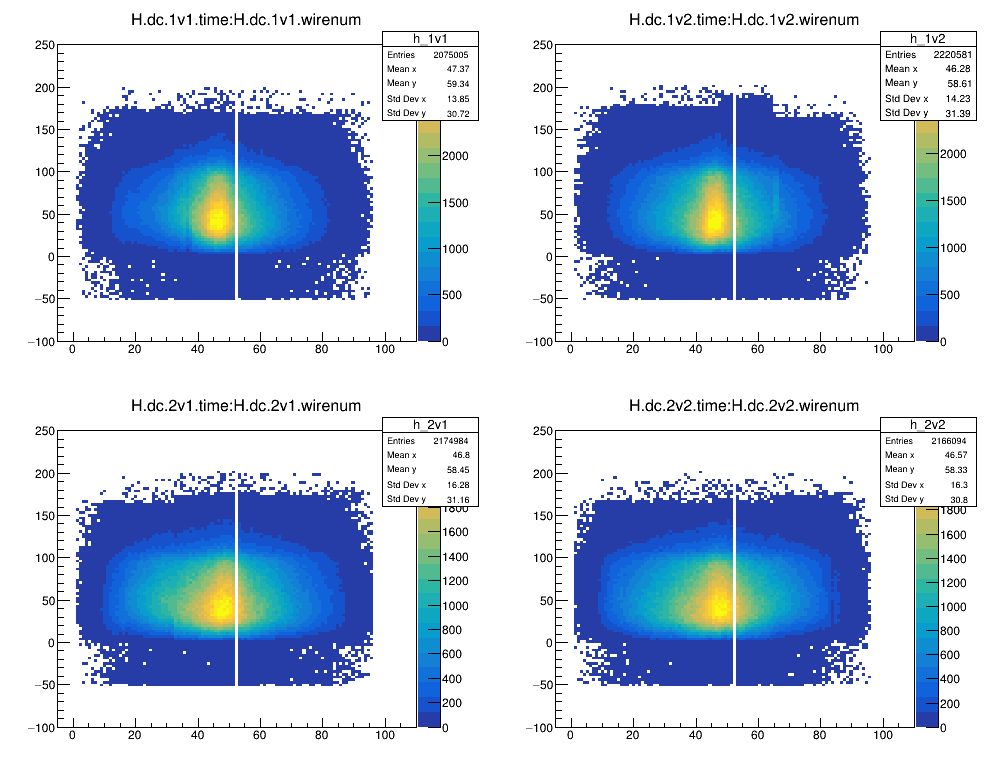 H.dc.1v1.time:H.dc.1v1.wirenum
h_1v1
Entries 2075005
Mean x 47.37
Mean y 59.34
Std Dev x 13.85
Std Dev y 30.72
250
200
150
100
50
0
−50
−100
0 20 40 60 80 100
2000
1500
1000
500
0
H.dc.1v2.time:H.dc.1v2.wirenum
h_1v2
Entries 2220581
Mean x 46.28
Mean y 58.61
Std Dev x 14.23
Std Dev y 31.39
250
200
150
100
50
0
−50
−100
0 20 40 60 80 100
2000
1500
1000
500
0
H.dc.2v1.time:H.dc.2v1.wirenum
h_2v1
Entries 2174984
Mean x 46.8
Mean y 58.45
Std Dev x 16.28
Std Dev y 31.16
250
200
150
100
50
0
−50
−100
0 20 40 60 80 100
1800
1600
1400
1200
1000
800
600
400
200
0
H.dc.2v2.time:H.dc.2v2.wirenum
h_2v2
Entries 2166094
Mean x 46.57
Mean y 58.33
Std Dev x 16.3
Std Dev y 30.8
250
200
150
100
50
0
−50
−100
0 20 40 60 80 100
1800
1600
1400
1200
1000
800
600
400
200
0